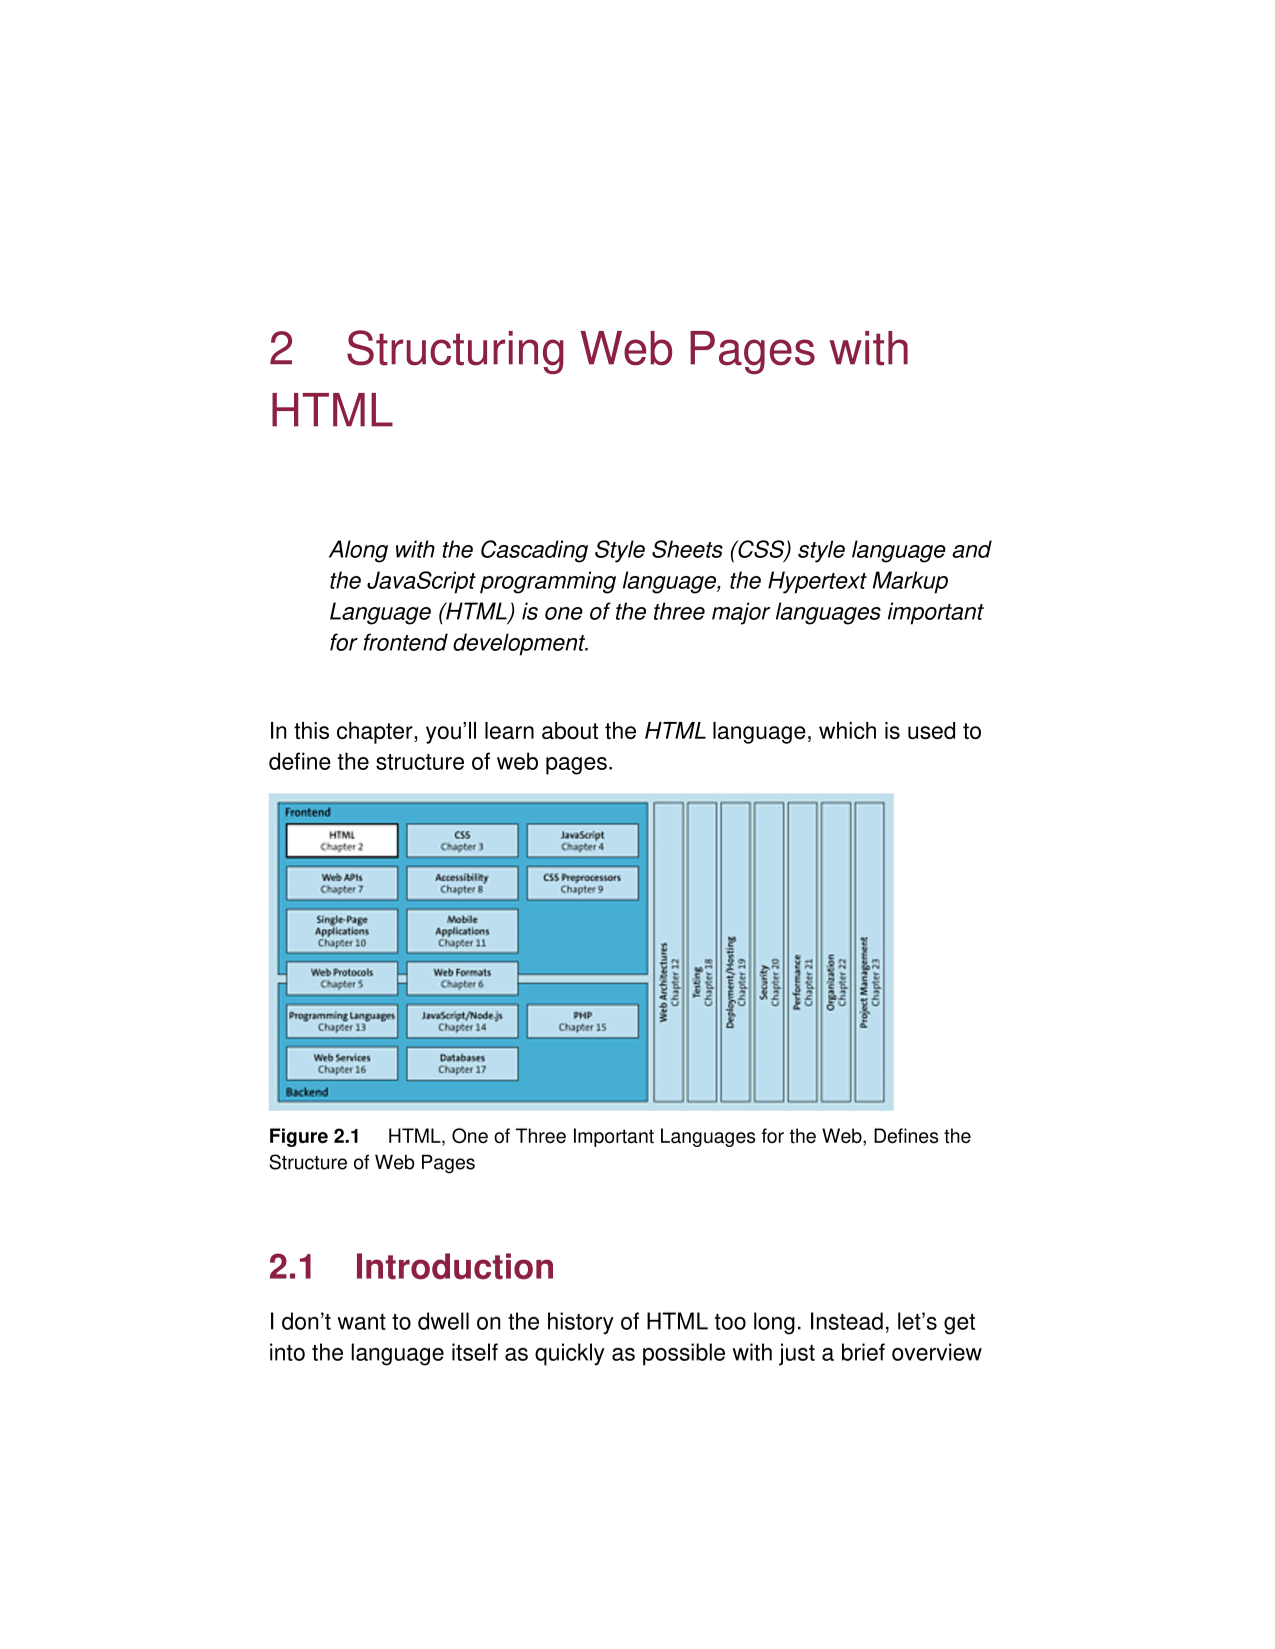 2 Structuring Web Pages with
HTML
Along with the Cascading Style Sheets (CSS) style language and
the JavaScript programming language, the Hypertext Markup
Language (HTML) is one of the three major languages important
for frontend development.
In this chapter, you'll learn about the HTML language, which is used to
define the structure of web pages.
Frontend
HTML
Chapter 2
CSS
Chapter 3
JavaScript
Chapter 4
Web APIs
Chapter 7
Accessibility
Chapter 8
CSS Preprocessors
Chapter 9
Single-Page
Applications
Chapter 10
Mobile
Applications
Chapter 11
Web Protocols
Chapter 5
Web Formats
Chapter 6
Programming Languages
Chapter 13
JavaScript/Node.js
Chapter 14
PHP
Chapter 15
Web Services
Chapter 16
Databases
Chapter 17
Backend
Web Architectures
Chapter 12
Testing
Chapter 18
Deployment/Hosting
Chapter 19
Security
Chapter 20
Performance
Chapter 21
Organization
Chapter 22
Project Management
Chapter 23
Figure 2.1 HTML, One of Three Important Languages for the Web, Defines the
Structure of Web Pages
2.1 Introduction
I don't want to dwell on the history of HTML too long. Instead, let's get
into the language itself as quickly as possible with just a brief overview